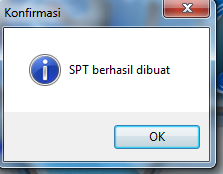 Konfirmasi
SPT berhasil dibuat
OK